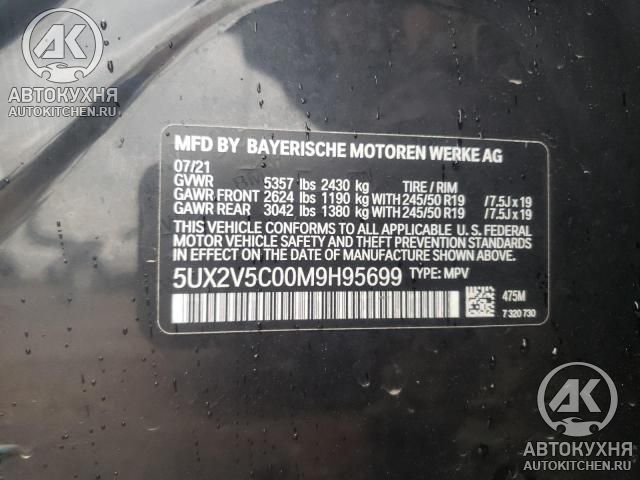 АК
АВТОКУХНЯ
AUTOKITCHEN.RU
MFD BY BAYERISCHE MOTOREN WERKE AG
07/21
GVWR 5357 lbs 2430 kg TIRE / RIM
GAWR FRONT 2624 lbs 1190 kg WITH 245/50 R19 /7.5J x 19
GAWR REAR 3042 lbs 1380 kg WITH 245/50 R19 /7.5J x 19
THIS VEHICLE CONFORMS TO ALL APPLICABLE U.S. FEDERAL
MOTOR VEHICLE SAFETY AND THEFT PREVENTION STANDARDS
IN EFFECT ON THE DATE OF MANUFACTURE SHOWN ABOVE.
5UX2V5C00M9H95699 TYPE: MPV
475M
7 320 730
АК
АВТОКУХНЯ
AUTOKITCHEN.RU